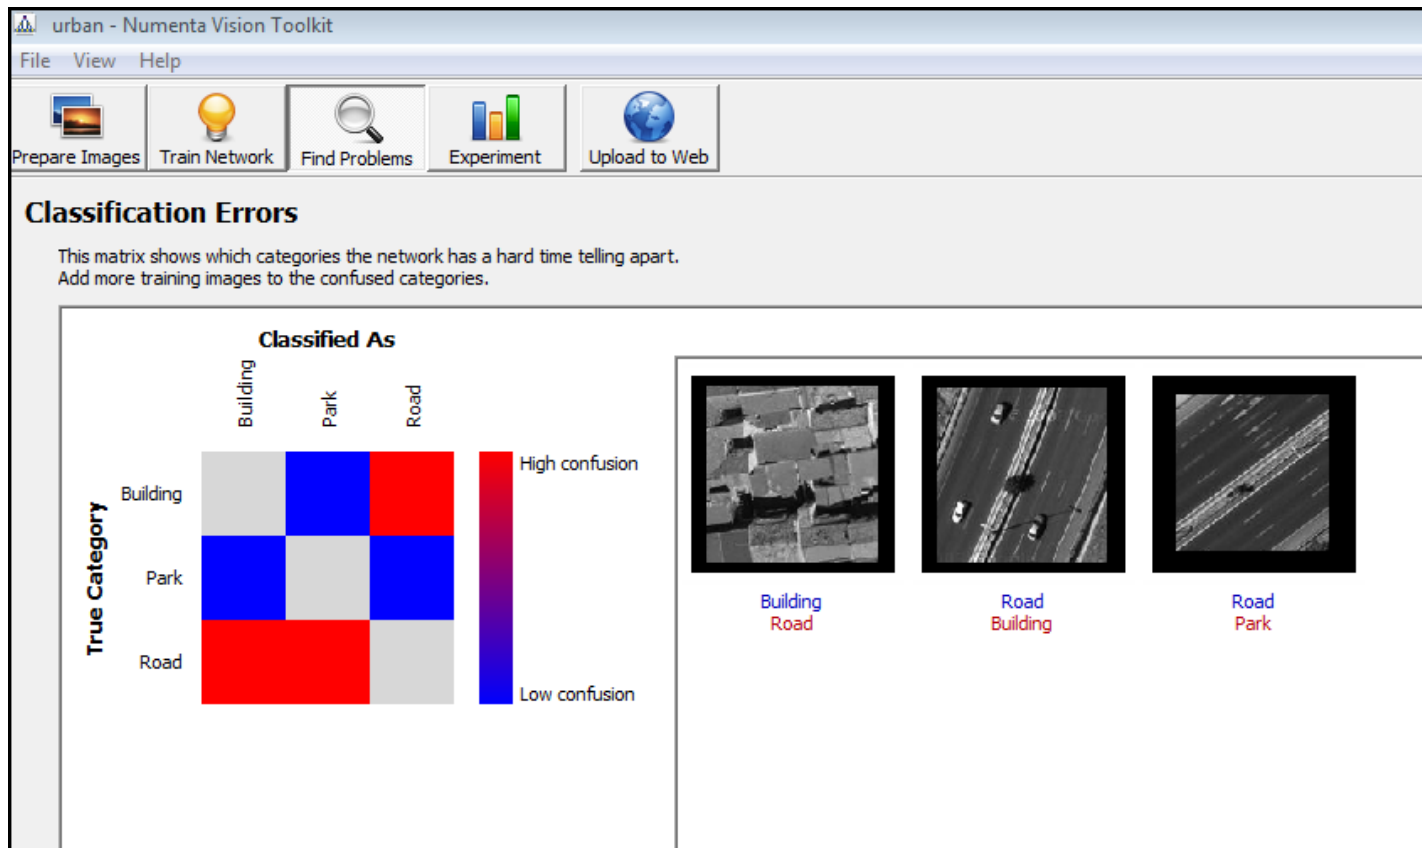 urban - Numenta Vision Toolkit
File View Help
Prepare Images
Train Network
Find Problems
Experiment
Upload to Web
Classification Errors
This matrix shows which categories the network has a hard time telling apart.
Add more training images to the confused categories.
Classified As
Building
Park
Road
True Category
Building
Park
Road
High confusion
Low confusion
Building
Road
Road
Building
Road
Park